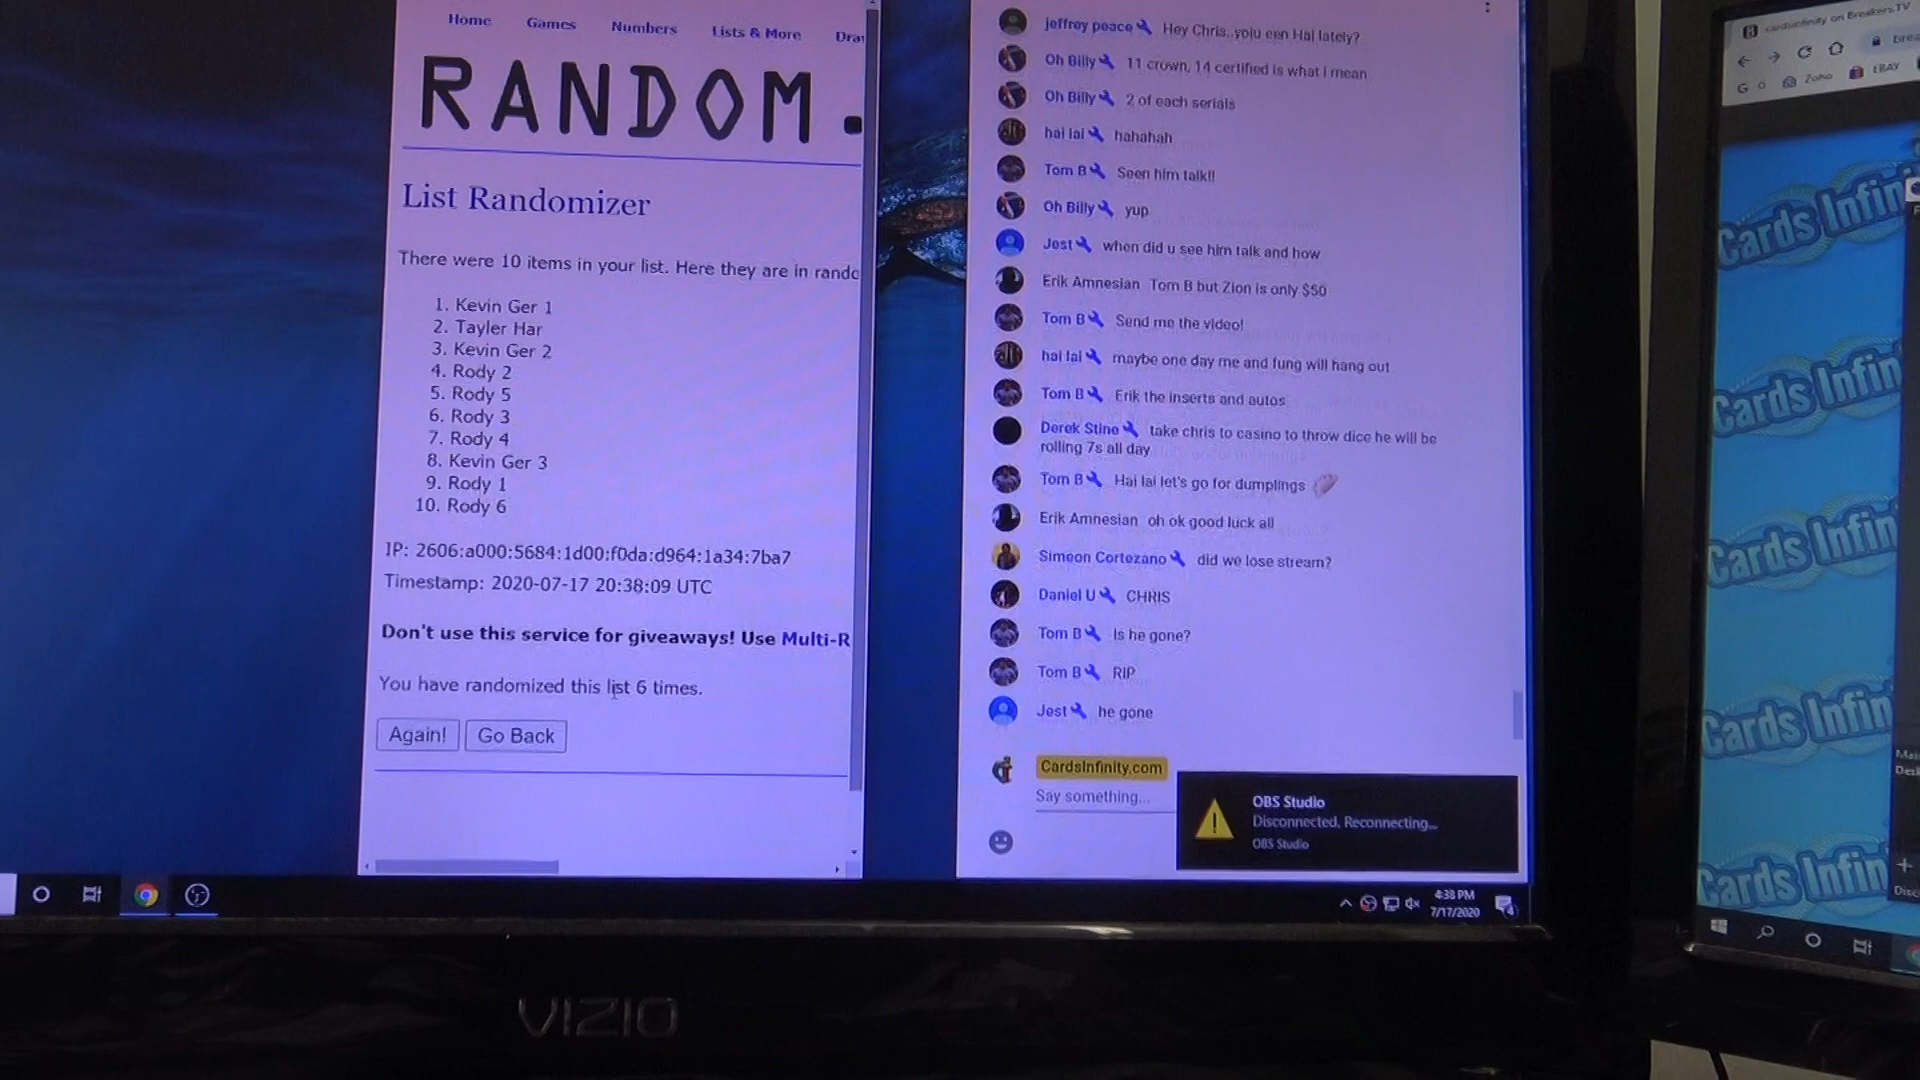 Home Games Numbers Lists & More
RANDOM.
List Randomizer
There were 10 items in your list. Here they are in rando
1. Kevin Ger 1
2. Tayler Har
3. Kevin Ger 2
4. Rody 2
5. Rody 5
6. Rody 3
7. Rody 4
8. Kevin Ger 3
9. Rody 1
10. Rody 6
IP: 2606:a000:5684:1d00:f0da:d964:1a34:7ba7
Timestamp: 2020-07-17 20:38:09 UTC
Don't use this service for giveaways! Use Multi-R
You have randomized this list 6 times.
Again! Go Back
jeffrey peace Hey Chris..yoju een Hai lately?
Oh Billy 11 crown, 14 certified is what I mean
Oh Billy 2 of each serials
hai lai hahahah
Tom B Seen him talk!!
Oh Billy yup
Jest when did u see him talk and how
Erik Amnesian Tom B but Zion is only $50
Tom B Send me the video!
hai lai maybe one day me and fung will hang out
Tom B Erik the inserts and autos
Derek Stine take chris to casino to throw dice he will be
rolling 7s all day
Tom B Hai lai let's go for dumplings
Erik Amnesian oh ok good luck all
Simeon Cortezano did we lose stream?
Daniel U CHRIS
Tom B Is he gone?
Tom B RIP
Jest he gone
CardsInfinity.com
Say something...
OBS Studio
Disconnected, Reconnecting...
OBS Studio
4:38 PM
7/17/2020
4
VIZIO
cardsinfinity on Breakers.TV
Brea
G Zoho EBAY
Cards Infini
Cards Infin
Cards Infin
Cards Infin
Cards Infin